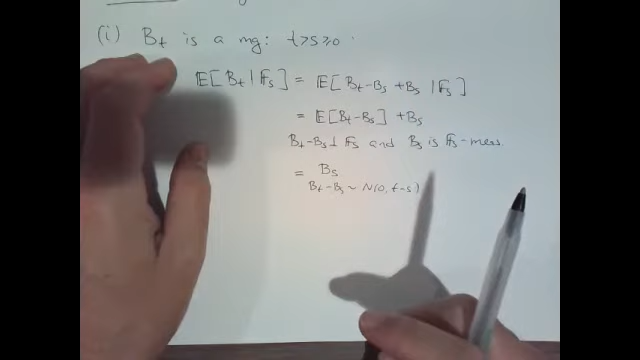 (i) B_t is a mg: t>s≥0.
E[B_t | F_s] = E[B_t-B_s +B_s | F_s]
= E[B_t-B_s] +B_s
B_t-B_s ⊥ F_s and B_s is F_s-meas.
= B_s
B_t-B_s ~ N(0, t-s)